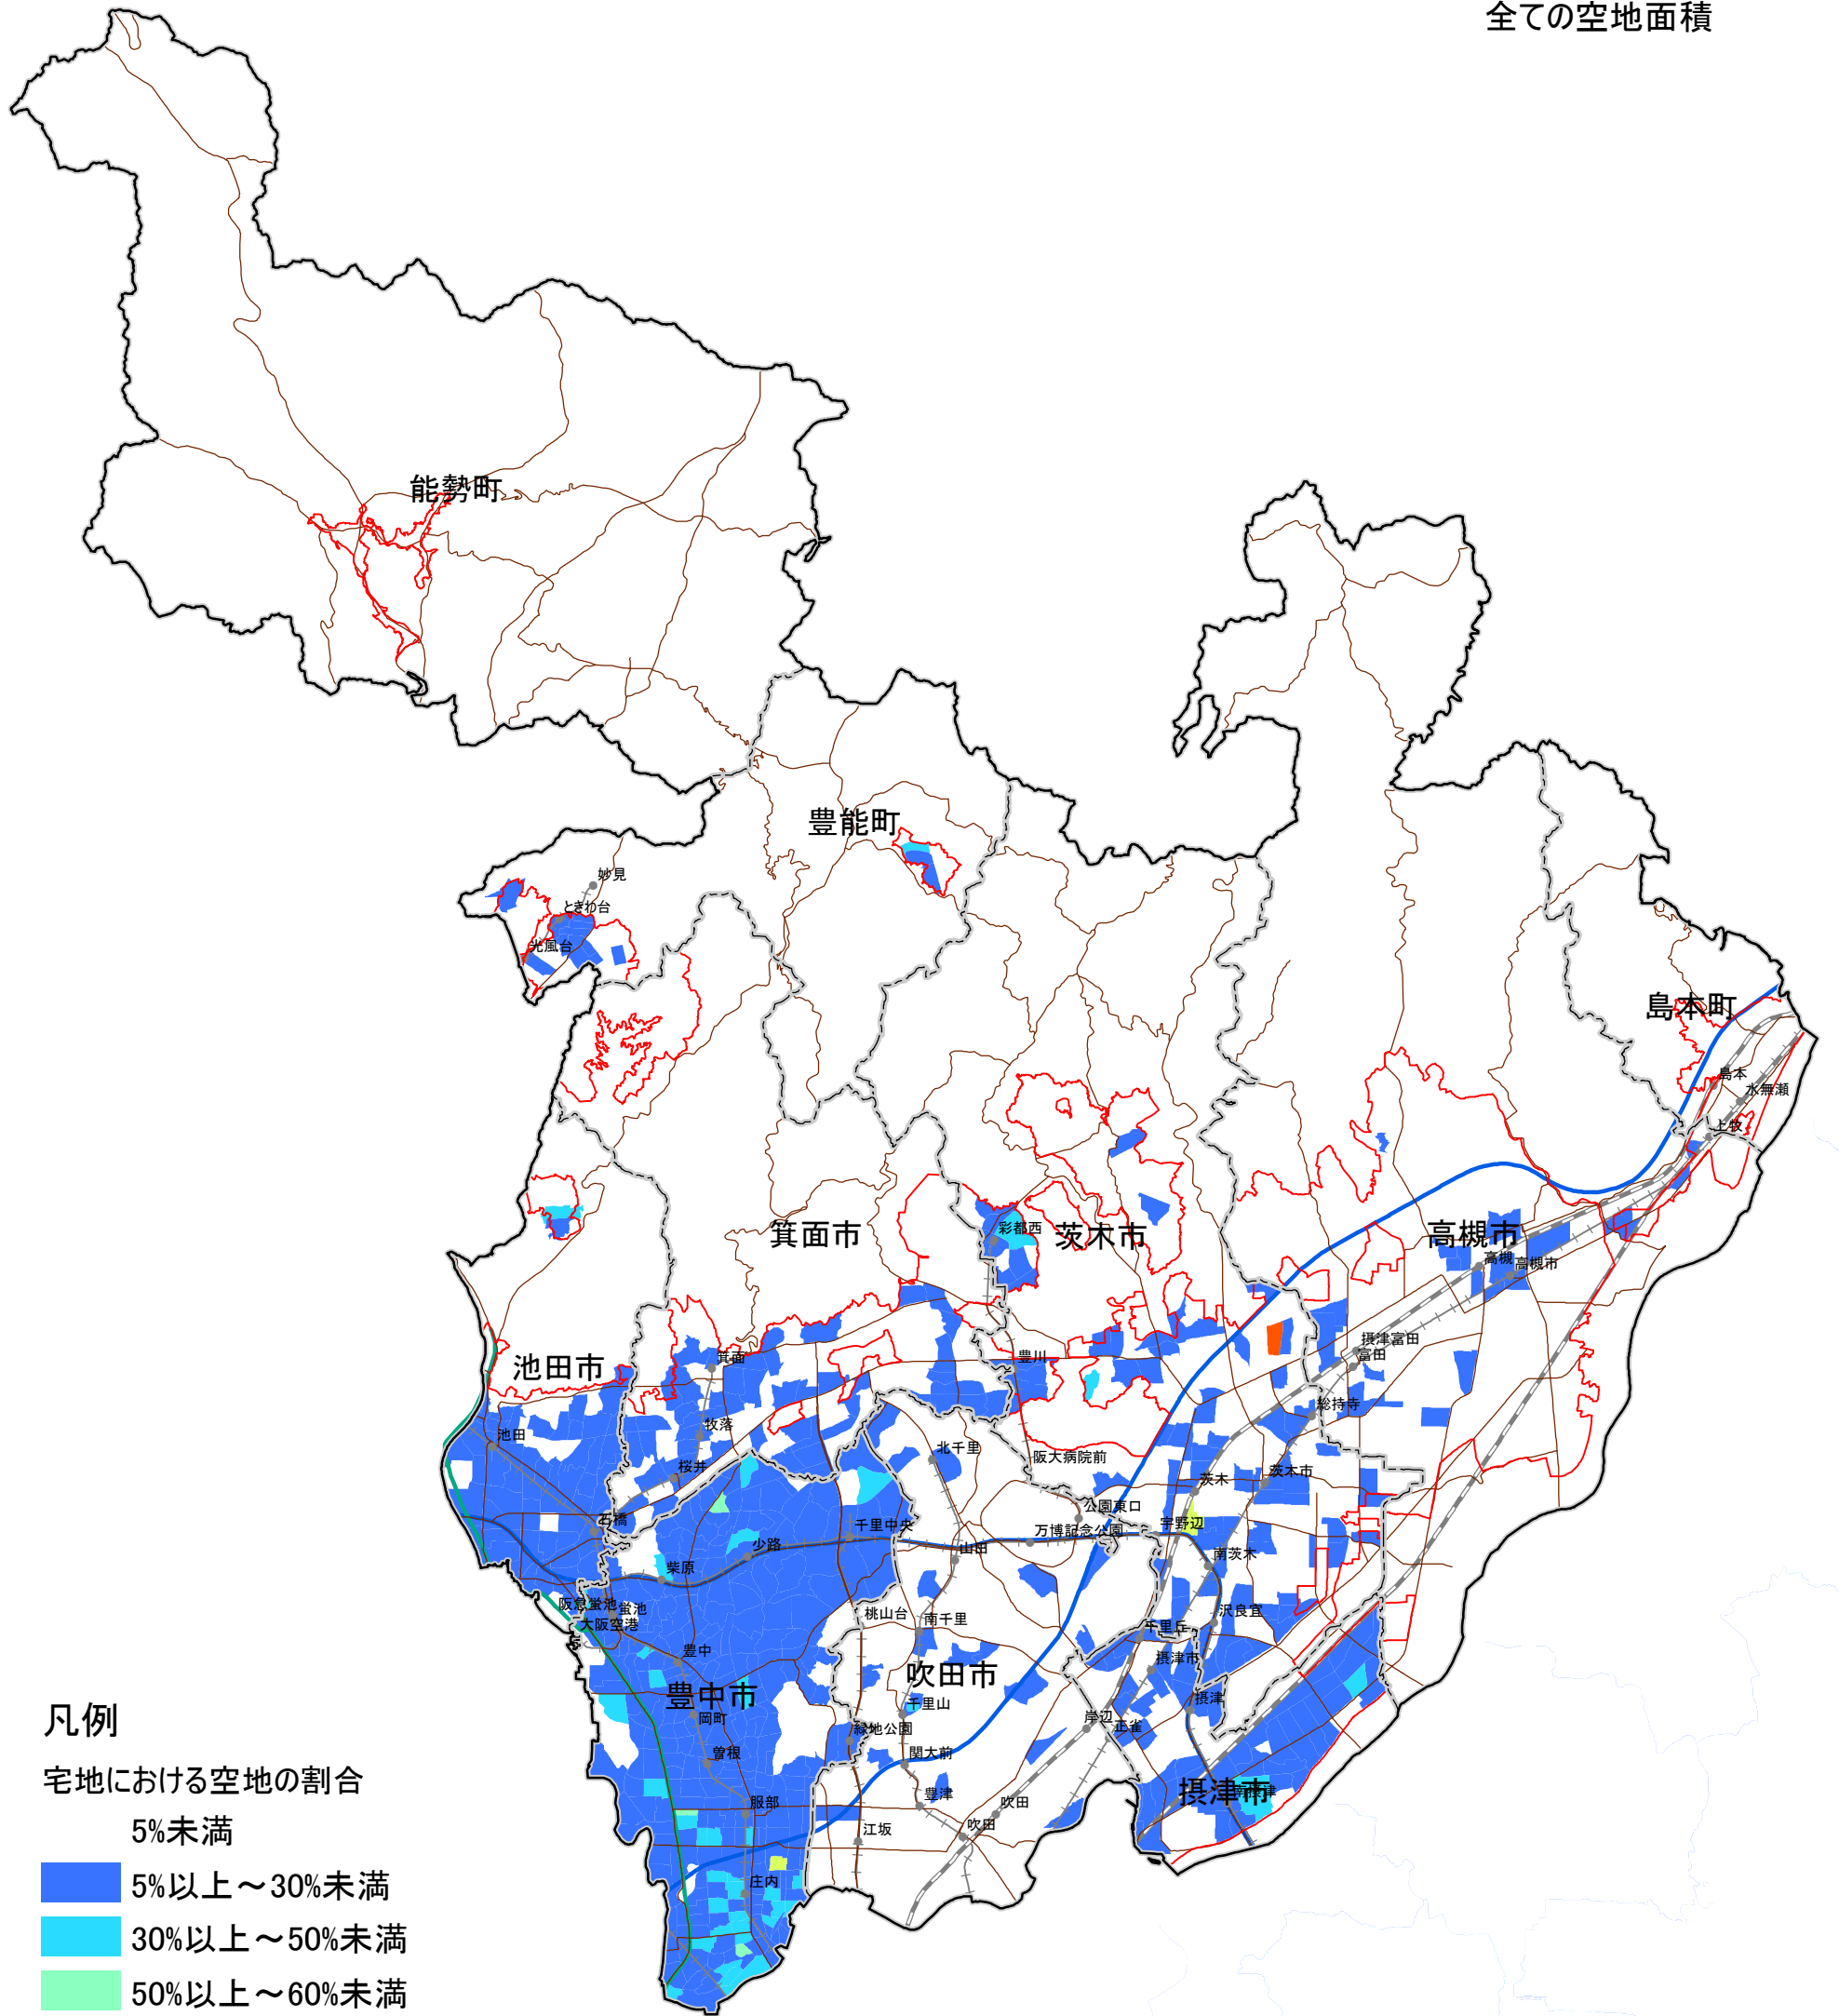 全ての空地面積
能勢町
豊能町
妙見
ときわ台
光風台
島本町
島本
水無瀬
上牧
箕面市
彩都西
茨木市
高槻市
高槻
高槻市
池田市
箕面
豊川
摂津富田
富田
総持寺
牧落
池田
北千里
阪大病院前
桜井
茨木
茨木市
公園東口
石橋
千里中央
万博記念公園
宇野辺
少路
山田
南茨木
柴原
阪急蛍池
蛍池
大阪空港
桃山台
南千里
沢良宜
千里丘
豊中
吹田市
摂津市
豊中市
岡町
千里山
摂津
緑地公園
岸辺
正雀
曽根
関大前
摂津市
南摂津
服部
豊津
吹田
江坂
吹田
庄内
凡例
宅地における空地の割合
5%未満
5%以上～30%未満
30%以上～50%未満
50%以上～60%未満